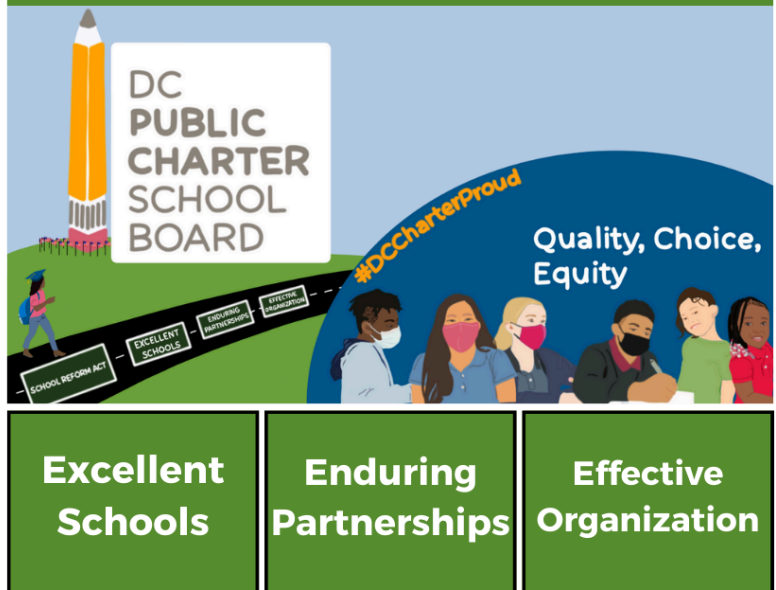 DC
PUBLIC
CHARTER
SCHOOL
BOARD
#DCCharterProud
Quality, Choice,
Equity
SCHOOL REFORM ACT
EXCELLENT
SCHOOLS
ENDURING
PARTNERSHIPS
EFFECTIVE
ORGANIZATION
Excellent
Schools
Enduring
Partnerships
Effective
Organization